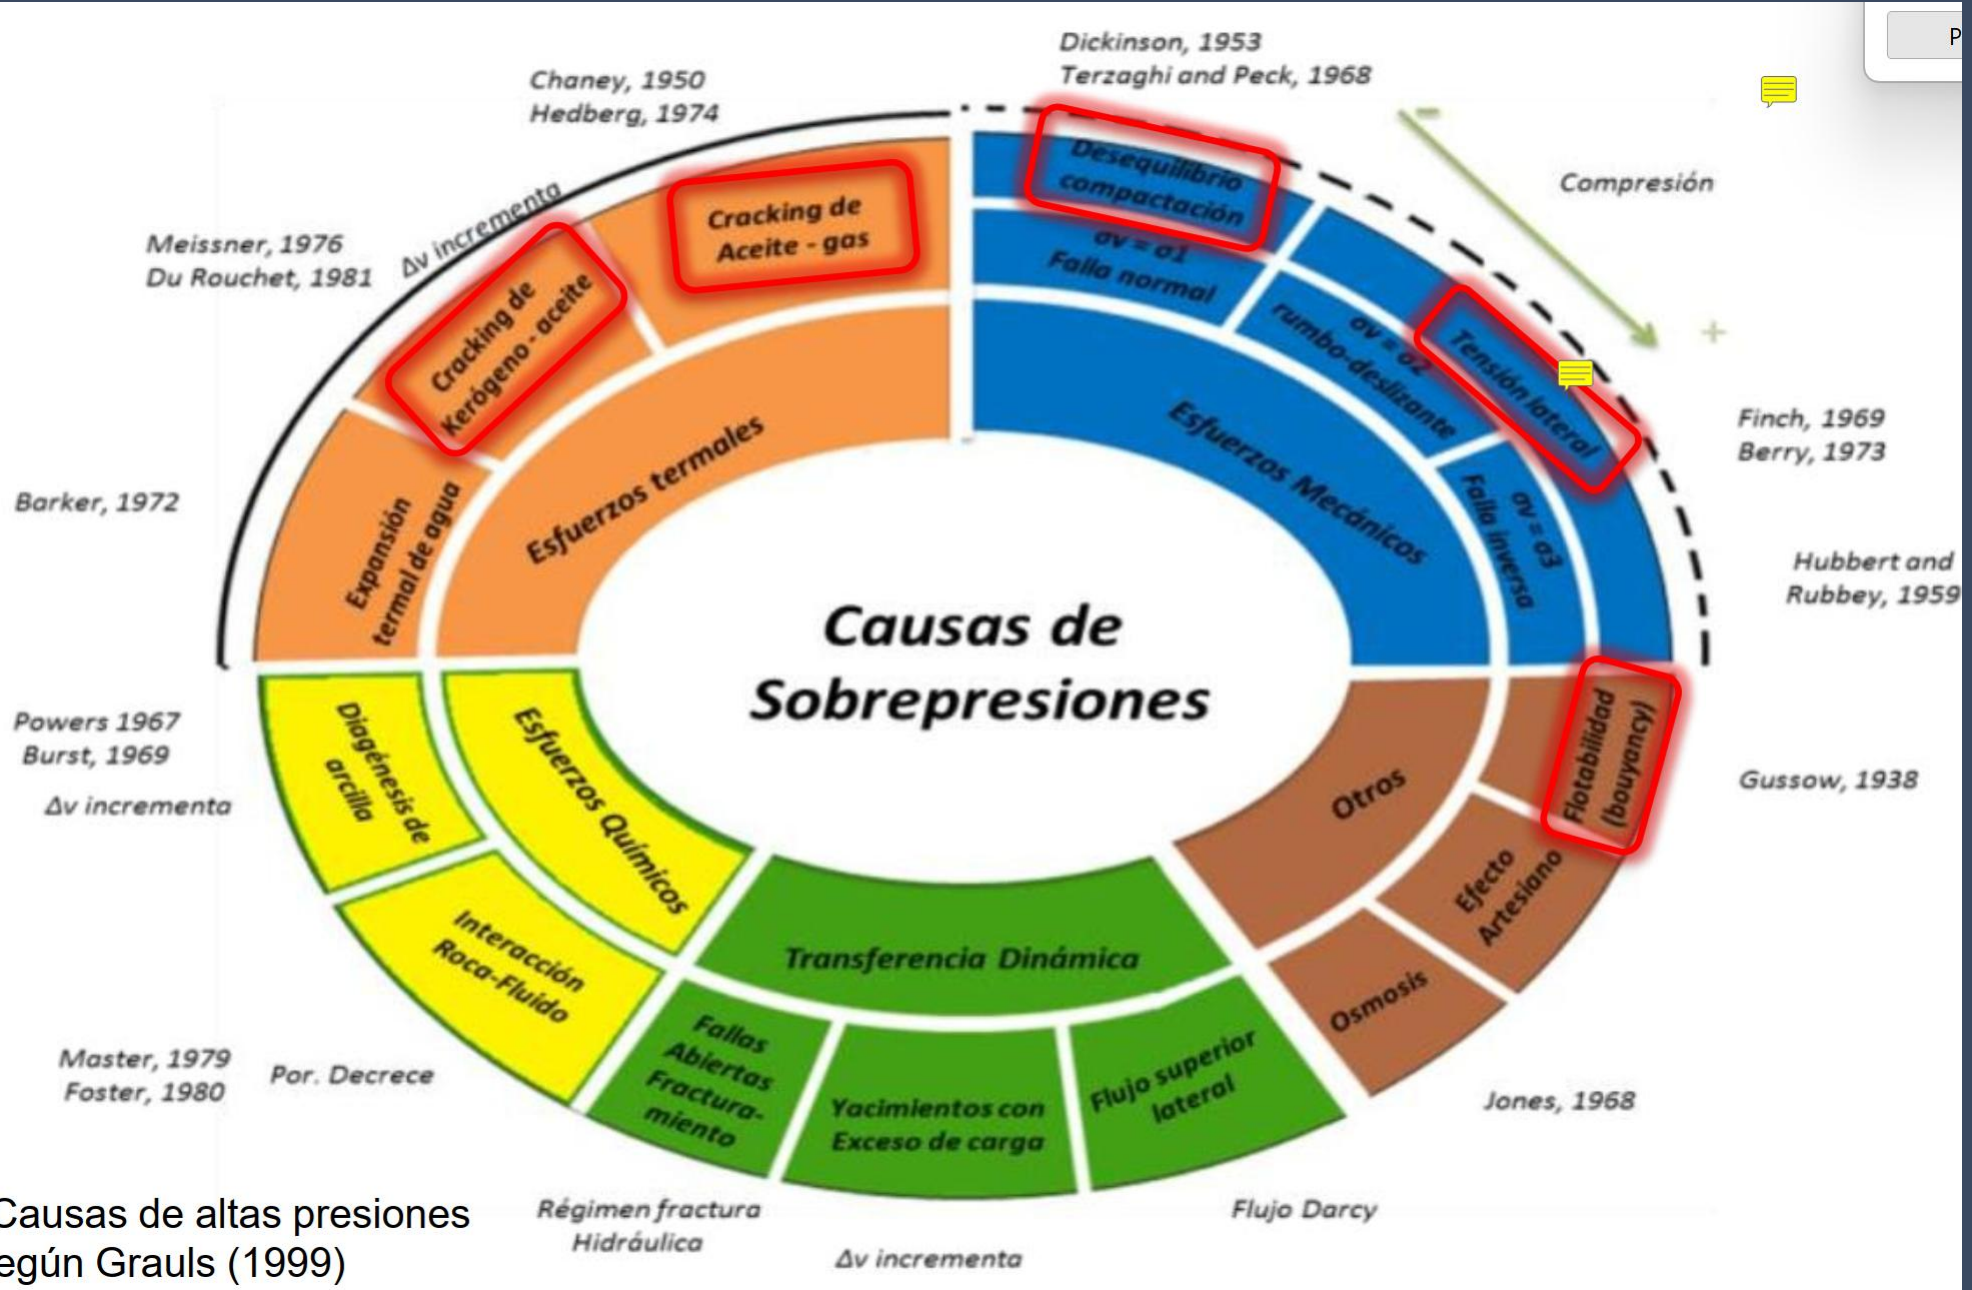 Dickinson, 1953
Terzaghi and Peck, 1968
P
Chaney, 1950
Hedberg, 1974
Compresión
−
+
Desequilibrio
compactación
σv = σ1
Falla normal
Cracking de
Aceite - gas
Δv incrementa
Meissner, 1976
Du Rouchet, 1981
Cracking de
Kerógeno - aceite
σv = σ2
rumbo-deslizante
Tensión lateral
Finch, 1969
Berry, 1973
Esfuerzos termales
Esfuerzos Mecánicos
Barker, 1972
Expansión
termal de agua
σv = σ3
Falla inversa
Hubbert and
Rubbey, 1959
Causas de
Sobrepresiones
Powers 1967
Burst, 1969
Δv incrementa
Diagénesis de
arcilla
Esfuerzos Químicos
Otros
Flotabilidad
(bouyancy)
Gussow, 1938
Efecto
Artesiano
Interacción
Roca-Fluido
Transferencia Dinámica
Osmosis
Master, 1979
Foster, 1980
Por. Decrece
Fallas
Abiertas
Fractura-
miento
Yacimientos con
Exceso de carga
Flujo superior
lateral
Jones, 1968
Régimen fractura
Hidráulica
Δv incrementa
Flujo Darcy
Causas de altas presiones
egún Grauls (1999)